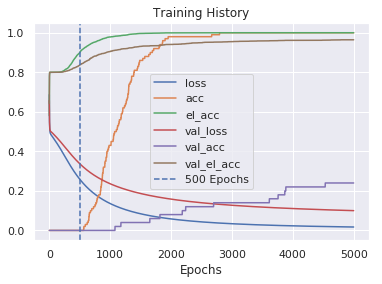 Training History
1.0
0.8
0.6
0.4
0.2
0.0
loss
acc
el_acc
val_loss
val_acc
val_el_acc
500 Epochs
0 1000 2000 3000 4000 5000
Epochs